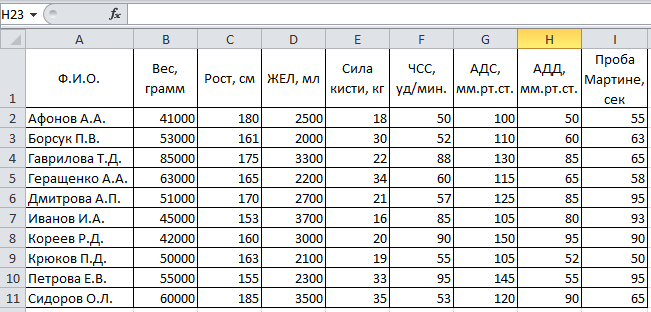 H23 fx
A B C D E F G H I
1 Ф.И.О. Вес, грамм Рост, см ЖЕЛ, мл Сила кисти, кг ЧСС, уд/мин. АДС, мм.рт.ст. АДД, мм.рт.ст. Проба Мартине, сек
2 Афонов А.А. 41000 180 2500 18 50 100 50 55
3 Борсук П.В. 53000 161 2000 30 52 110 60 63
4 Гаврилова Т.Д. 85000 175 3300 22 88 130 85 65
5 Геращенко А.А. 63000 165 2200 34 60 115 65 58
6 Дмитрова А.П. 51000 170 2700 21 57 125 85 95
7 Иванов И.А. 45000 153 3700 16 85 105 80 93
8 Кореев Р.Д. 42000 160 3000 20 90 150 95 90
9 Крюков П.Д. 50000 163 2100 19 55 105 52 50
10 Петрова Е.В. 55000 155 2300 33 95 145 55 95
11 Сидоров О.Л. 60000 185 3500 35 53 120 90 65